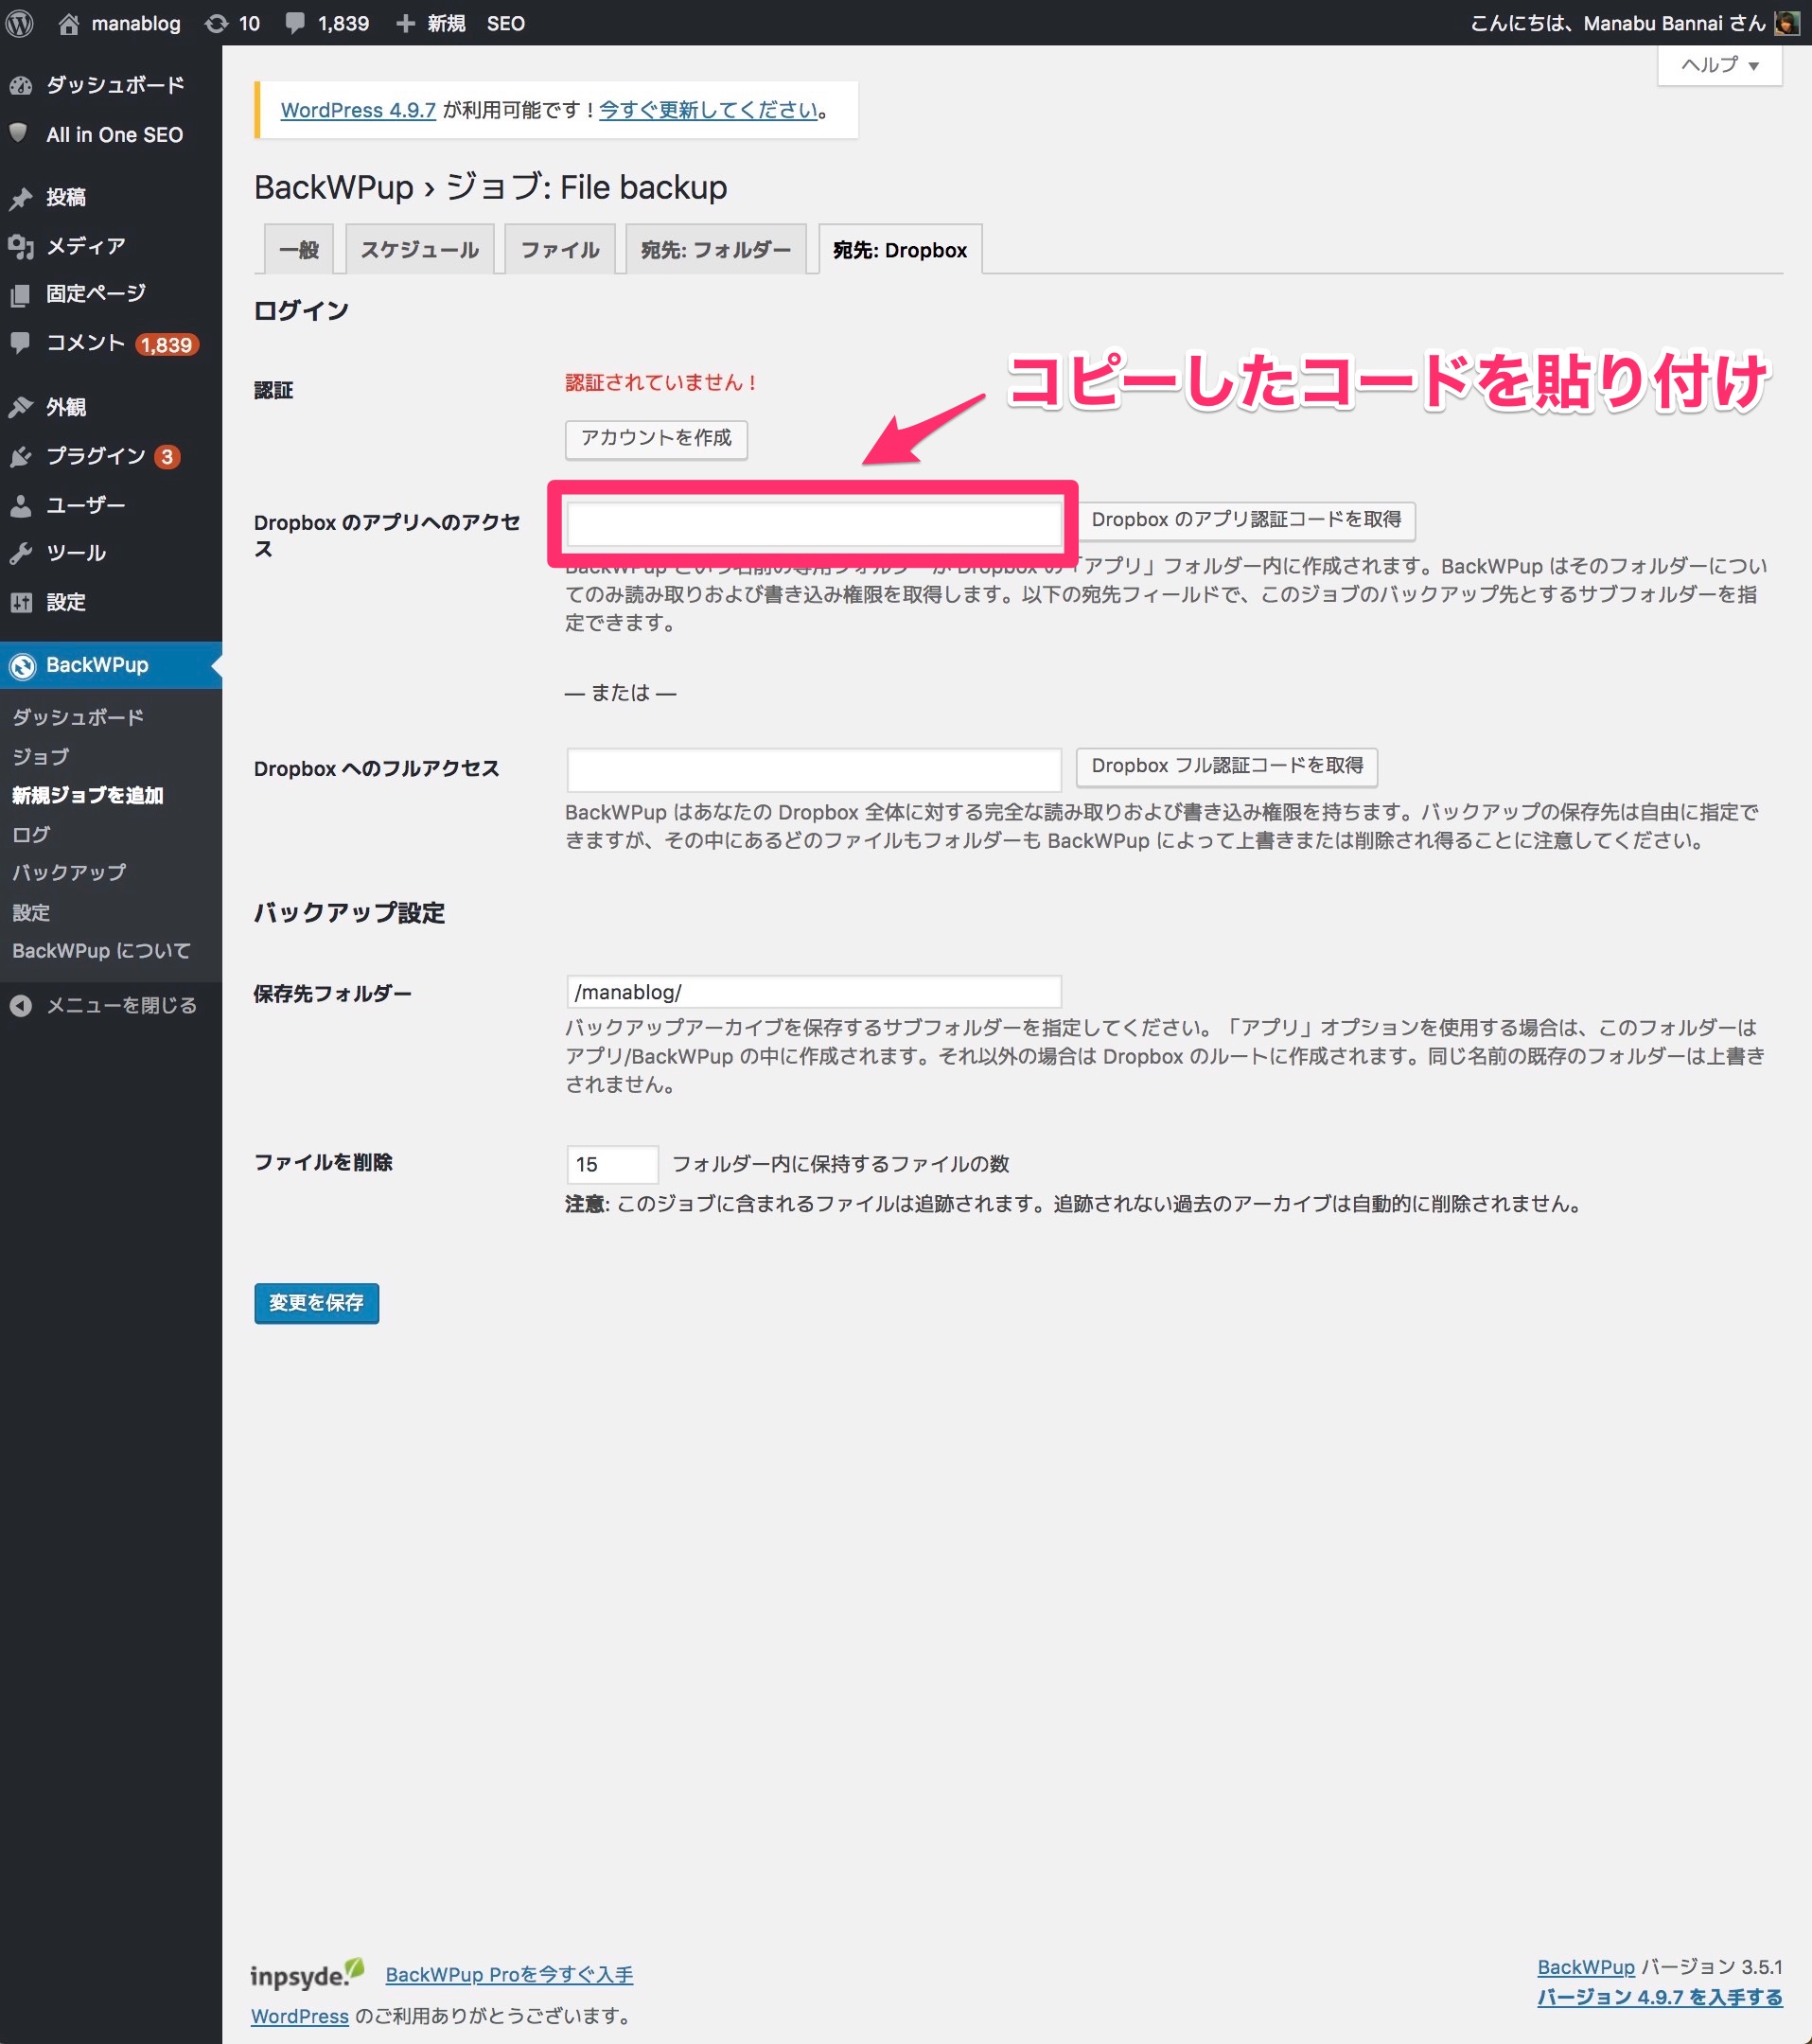 manablog 10 1,839 新規 SEO こんにちは、Manabu Bannai さん
ヘルプ ▼
ダッシュボード
All in One SEO
投稿
メディア
固定ページ
コメント 1,839
外観
プラグイン 3
ユーザー
ツール
設定
BackWPup
ダッシュボード
ジョブ
新規ジョブを追加
ログ
バックアップ
設定
BackWPup について
メニューを閉じる
WordPress 4.9.7 が利用可能です ! 今すぐ更新してください。
BackWPup › ジョブ: File backup
一般 スケジュール ファイル 宛先: フォルダー 宛先: Dropbox
ログイン
認証
認証されていません !
コピーしたコードを貼り付け
アカウントを作成
Dropbox のアプリへのアクセ
ス
Dropbox のアプリ認証コードを取得
BackWPup という名前の専用フォルダーが Dropbox の「アプリ」フォルダー内に作成されます。BackWPup はそのフォルダーについ
てのみ読み取りおよび書き込み権限を取得します。以下の宛先フィールドで、このジョブのバックアップ先とするサブフォルダーを指
定できます。
— または —
Dropbox へのフルアクセス
Dropbox フル認証コードを取得
BackWPup はあなたの Dropbox 全体に対する完全な読み取りおよび書き込み権限を持ちます。バックアップの保存先は自由に指定で
きますが、その中にあるどのファイルもフォルダーも BackWPup によって上書きまたは削除され得ることに注意してください。
バックアップ設定
保存先フォルダー
/manablog/
バックアップアーカイブを保存するサブフォルダーを指定してください。「アプリ」オプションを使用する場合は、このフォルダーは
アプリ/BackWPup の中に作成されます。それ以外の場合は Dropbox のルートに作成されます。同じ名前の既存のフォルダーは上書き
されません。
ファイルを削除
15 フォルダー内に保持するファイルの数
注意: このジョブに含まれるファイルは追跡されます。追跡されない過去のアーカイブは自動的に削除されません。
変更を保存
inpsyde. BackWPup Proを今すぐ入手
WordPress のご利用ありがとうございます。
BackWPup バージョン 3.5.1
バージョン 4.9.7 を入手する